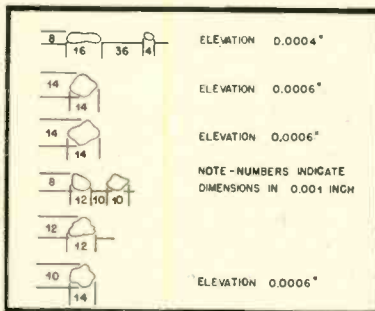 8 16 36 4 ELEVATION 0.0004"
14 14 ELEVATION 0.0006"
14 14 ELEVATION 0.0006"
NOTE-NUMBERS INDICATE
8 12 10 10 DIMENSIONS IN 0.001 INCH
12 12
10 14 ELEVATION 0.0006"